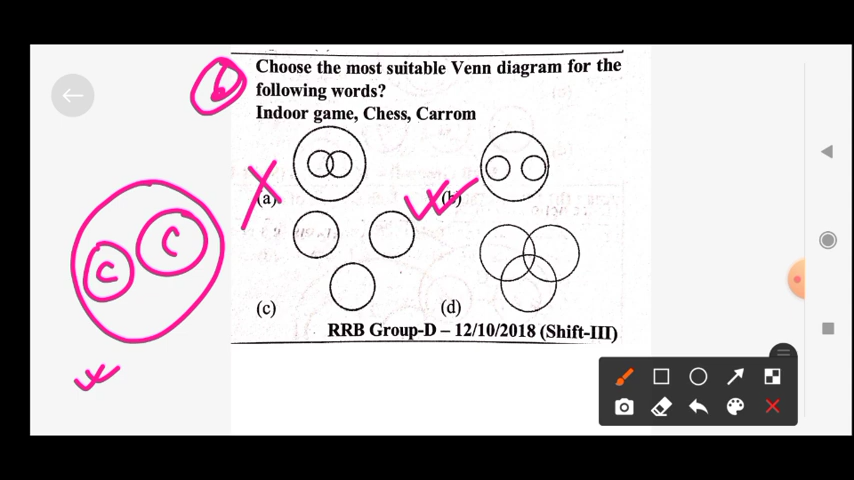 b
Choose the most suitable Venn diagram for the
following words?
Indoor game, Chess, Carrom
(a)
(b)
C
C
(c)
(d)
RRB Group-D – 12/10/2018 (Shift-III)